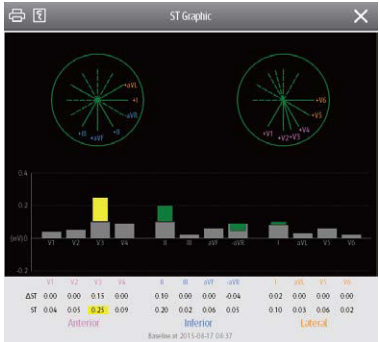 ST Graphic
+aVL
+I
-aVR
+II
+aVF
+III
+V6
+V5
+V4
+V3
+V2
+V1
0.4
0.2
(mV)0
-0.2
V1 V2 V3 V4 II III aVF -aVR I aVL V5 V6
V1 V2 V3 V4 II III aVF -aVR I aVL V5 V6
ΔST 0.00 0.00 0.15 0.00 0.10 0.00 0.00 -0.04 0.02 0.00 0.00 0.00
ST 0.04 0.05 0.25 0.09 0.20 0.02 0.06 0.05 0.10 0.03 0.06 0.02
Anterior Inferior Lateral
Baseline at 2015-08-17 09:37